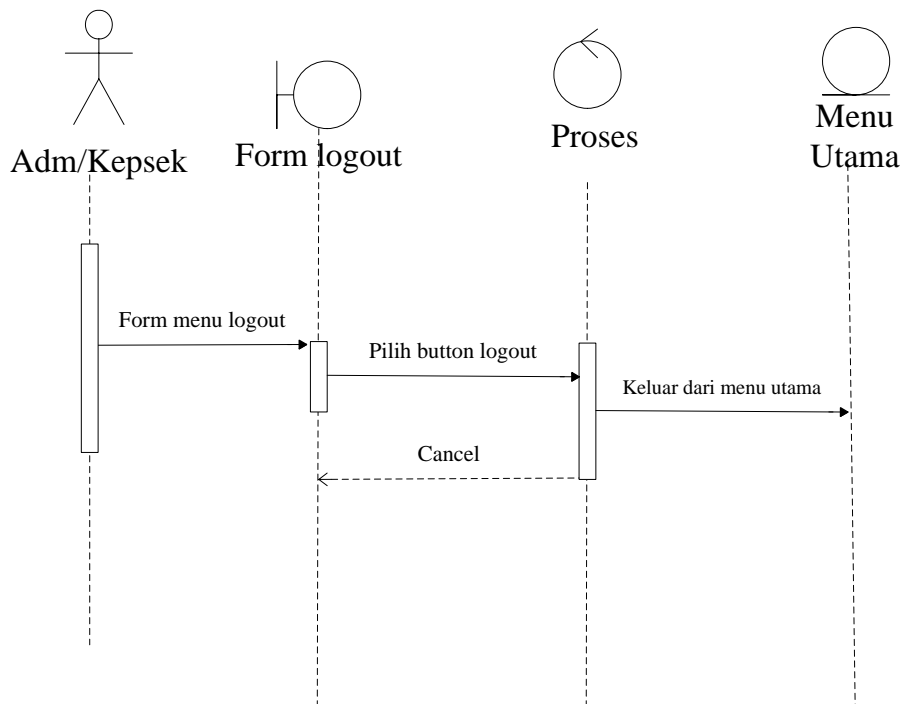 Adm/Kepsek
Form logout
Proses
Menu
Utama
Form menu logout
Pilih button logout
Keluar dari menu utama
Cancel